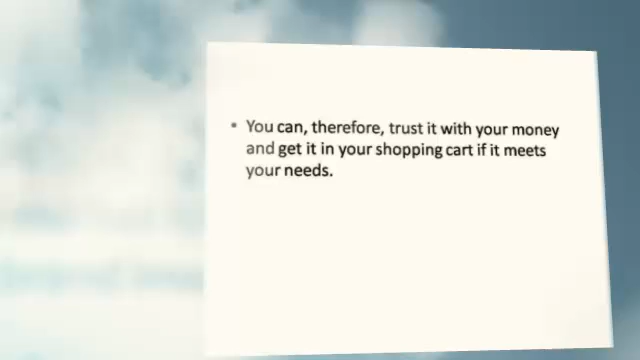 • You can, therefore, trust it with your money
and get it in your shopping cart if it meets
your needs.